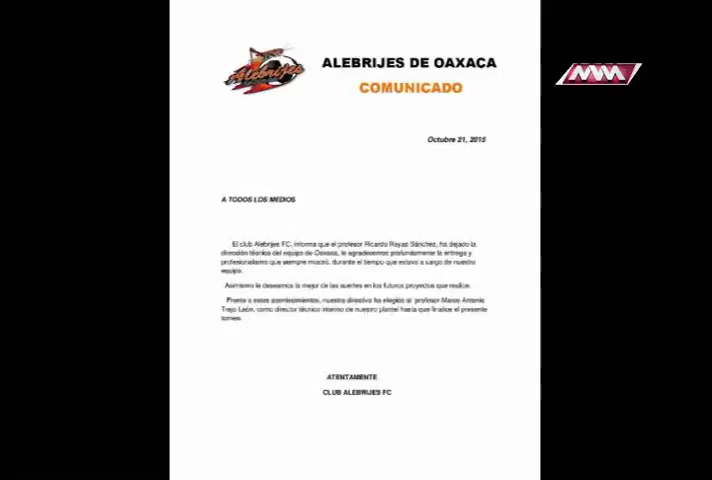 Alebrijes
ALEBRIJES DE OAXACA
COMUNICADO
MVM
Octubre 21, 2015
A TODOS LOS MEDIOS
El club Alebrijes FC, informa que el profesor Ricardo Rayas Sánchez, ha dejado la
dirección técnica del equipo de Oaxaca, le agradecemos profundamente la entrega y
profesionalismo que siempre mostró, durante el tiempo que estuvo a cargo de nuestro
equipo.
Asimismo le deseamos la mejor de las suertes en los futuros proyectos que realice.
Frente a estos acontecimientos, nuestra directiva ha elegido al profesor Marco Antonio
Trejo León, como director técnico interino de nuestro plantel hasta que finalice el presente
torneo.
ATENTAMENTE
CLUB ALEBRIJES FC